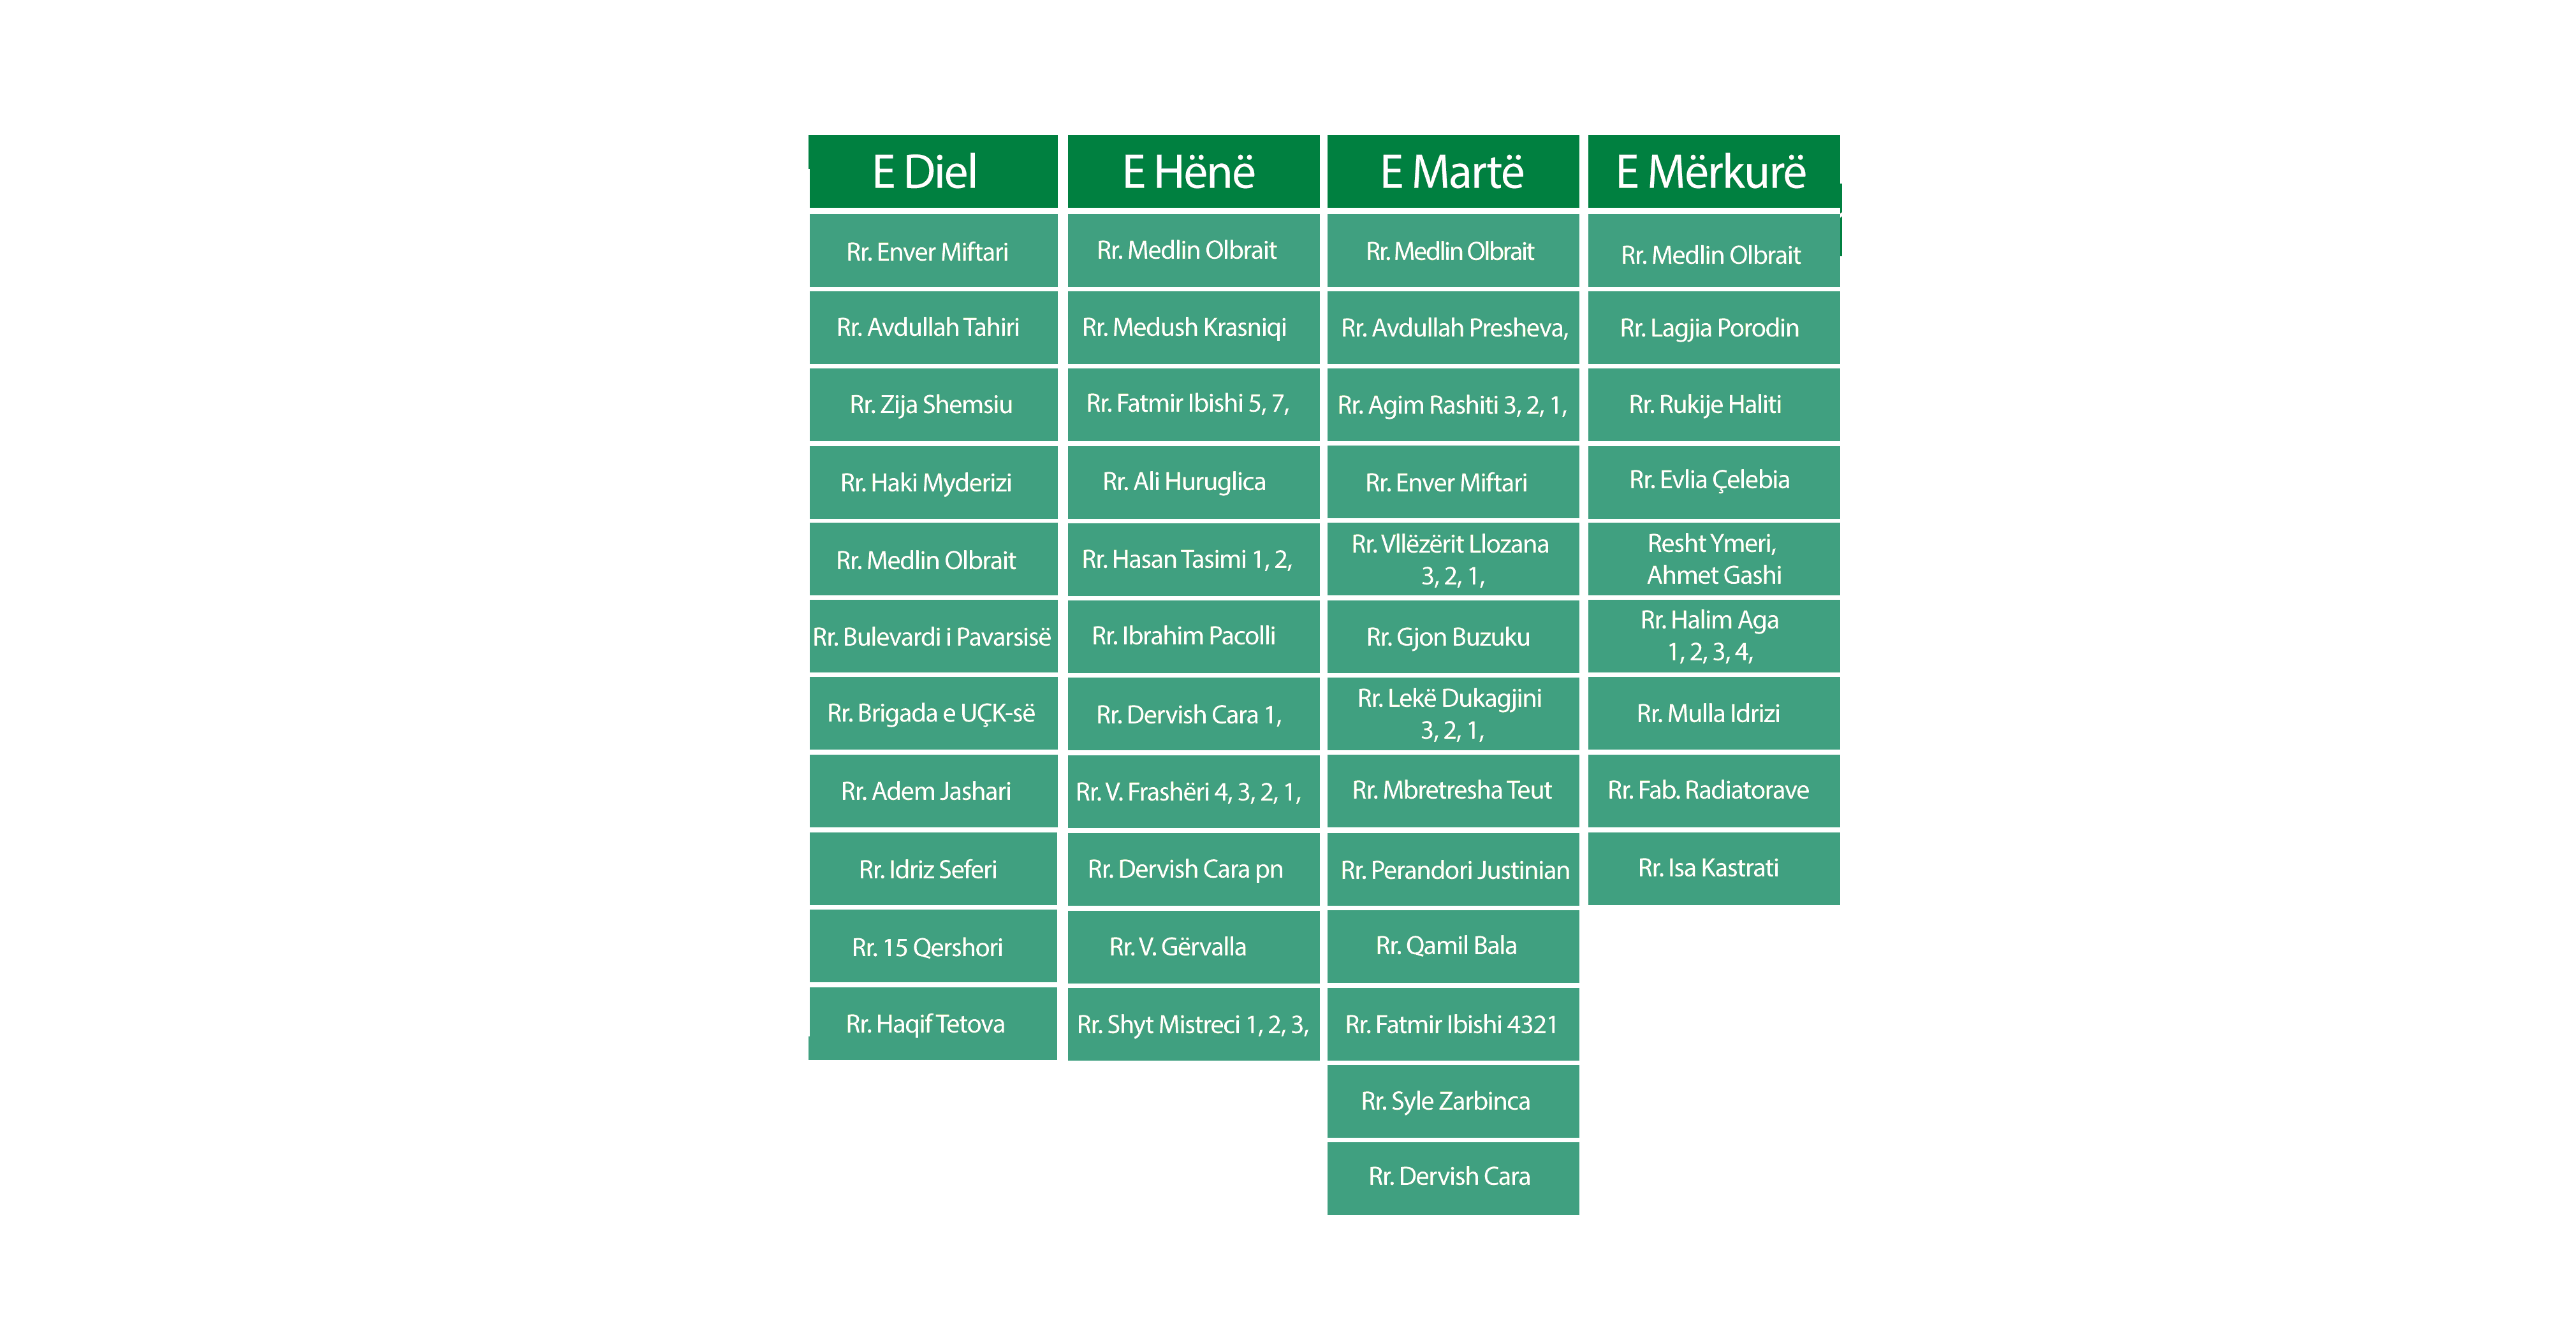 E Diel
Rr. Enver Miftari
Rr. Avdullah Tahiri
Rr. Zija Shemsiu
Rr. Haki Myderizi
Rr. Medlin Olbrait
Rr. Bulevardi i Pavarsisë
Rr. Brigada e UÇK-së
Rr. Adem Jashari
Rr. Idriz Seferi
Rr. 15 Qershori
Rr. Haqif Tetova
E Hënë
Rr. Medlin Olbrait
Rr. Medush Krasniqi
Rr. Fatmir Ibishi 5, 7,
Rr. Ali Huruglica
Rr. Hasan Tasimi 1, 2,
Rr. Ibrahim Pacolli
Rr. Dervish Cara 1,
Rr. V. Frashëri 4, 3, 2, 1,
Rr. Dervish Cara pn
Rr. V. Gërvalla
Rr. Shyt Mistreci 1, 2, 3,
E Martë
Rr. Medlin Olbrait
Rr. Avdullah Presheva,
Rr. Agim Rashiti 3, 2, 1,
Rr. Enver Miftari
Rr. Vllëzërit Llozana
3, 2, 1,
Rr. Gjon Buzuku
Rr. Lekë Dukagjini
3, 2, 1,
Rr. Mbretresha Teut
Rr. Perandori Justinian
Rr. Qamil Bala
Rr. Fatmir Ibishi 4321
Rr. Syle Zarbinca
Rr. Dervish Cara
E Mërkurë
Rr. Medlin Olbrait
Rr. Lagjia Porodin
Rr. Rukije Haliti
Rr. Evlia Çelebia
Resht Ymeri,
Ahmet Gashi
Rr. Halim Aga
1, 2, 3, 4,
Rr. Mulla Idrizi
Rr. Fab. Radiatorave
Rr. Isa Kastrati